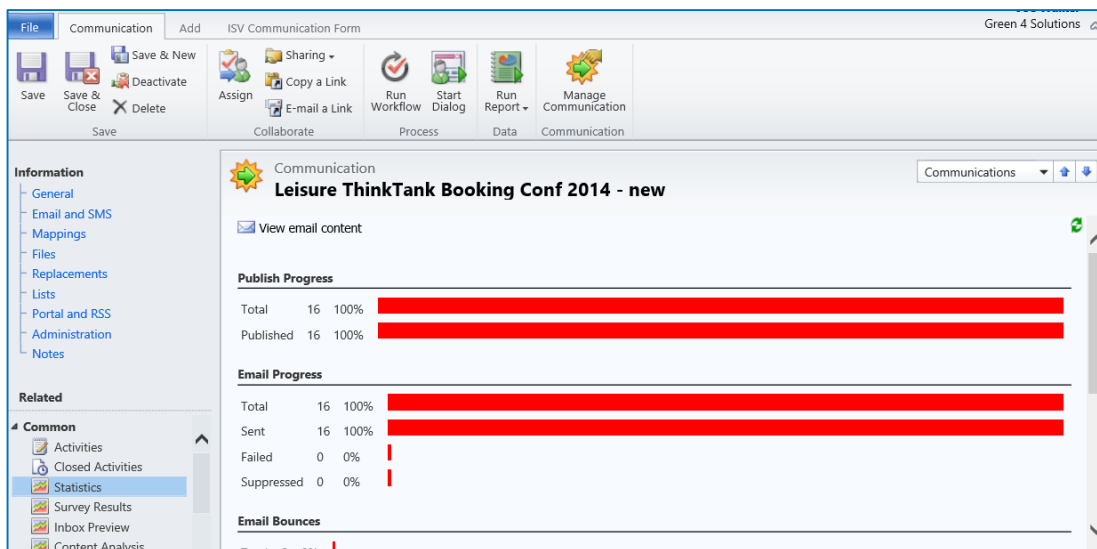 Green 4 Solutions
File Communication Add ISV Communication Form
Save
Save & Close
Save & New
Deactivate
Delete
Save
Assign
Sharing
Copy a Link
E-mail a Link
Collaborate
Run Workflow
Start Dialog
Process
Run Report
Data
Manage Communication
Communication
Information
General
Email and SMS
Mappings
Files
Replacements
Lists
Portal and RSS
Administration
Notes
Related
Common
Activities
Closed Activities
Statistics
Survey Results
Inbox Preview
Content Analysis
Communication
Leisure ThinkTank Booking Conf 2014 - new
Communications
View email content
Publish Progress
Total 16 100%
Published 16 100%
Email Progress
Total 16 100%
Sent 16 100%
Failed 0 0%
Suppressed 0 0%
Email Bounces